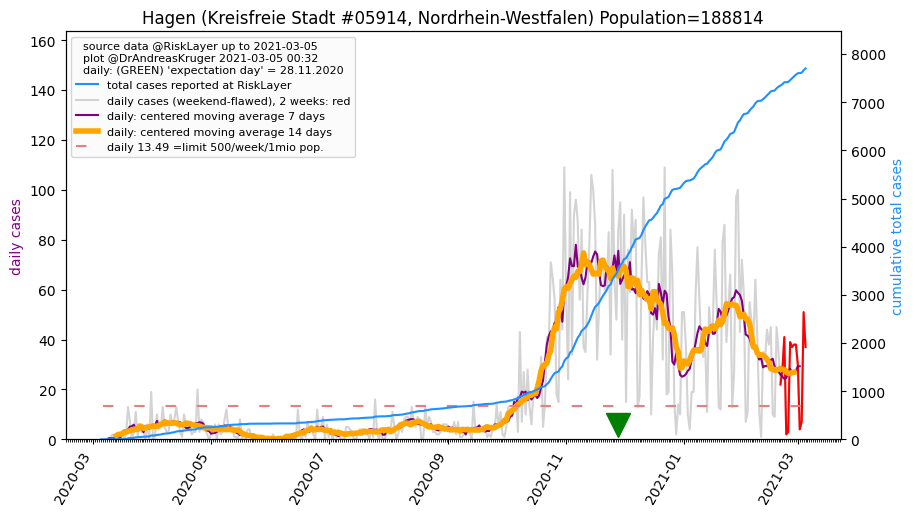 Hagen (Kreisfreie Stadt #05914, Nordrhein-Westfalen) Population=188814
source data @RiskLayer up to 2021-03-05
plot @DrAndreasKruger 2021-03-05 00:32
daily: (GREEN) 'expectation day' = 28.11.2020
total cases reported at RiskLayer
daily cases (weekend-flawed), 2 weeks: red
daily: centered moving average 7 days
daily: centered moving average 14 days
daily 13.49 =limit 500/week/1mio pop.
daily cases
160
140
120
100
80
60
40
20
0
cumulative total cases
8000
7000
6000
5000
4000
3000
2000
1000
0
2020-03
2020-05
2020-07
2020-09
2020-11
2021-01
2021-03